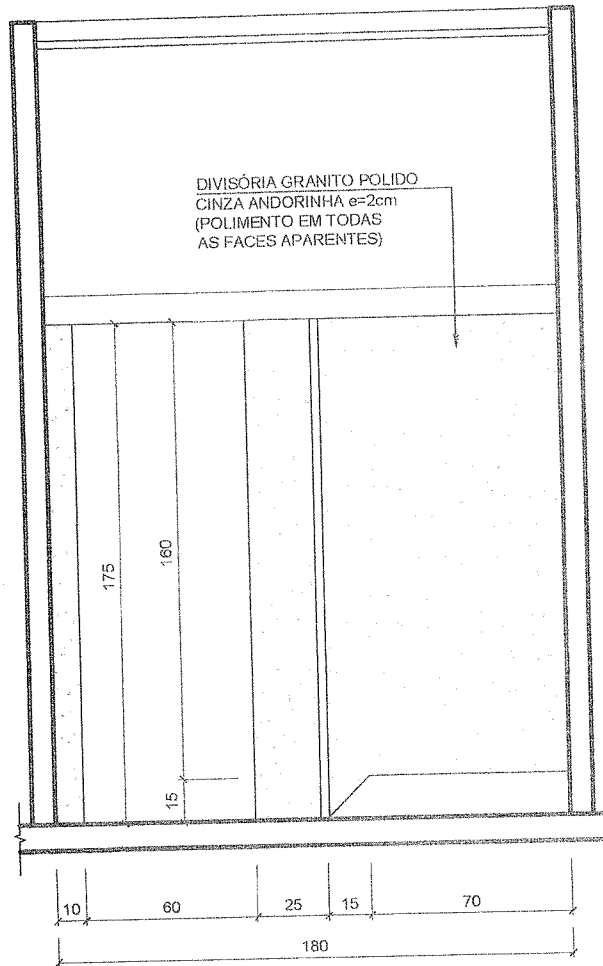 DIVISÓRIA GRANITO POLIDO
CINZA ANDORINHA e=2cm
(POLIMENTO EM TODAS
AS FACES APARENTES)
175
160
15
10
60
25
15
70
180